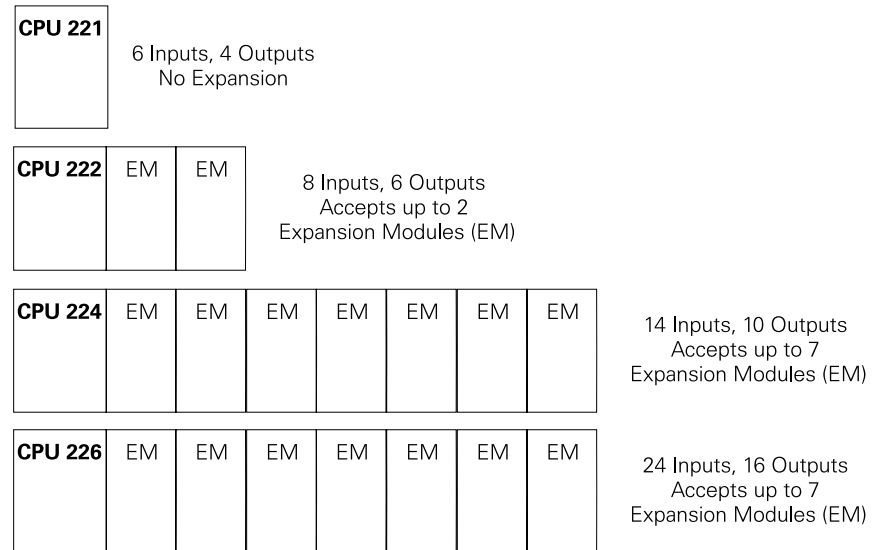 CPU 221
6 Inputs, 4 Outputs
No Expansion
CPU 222 EM EM
8 Inputs, 6 Outputs
Accepts up to 2
Expansion Modules (EM)
CPU 224 EM EM EM EM EM EM EM
14 Inputs, 10 Outputs
Accepts up to 7
Expansion Modules (EM)
CPU 226 EM EM EM EM EM EM EM
24 Inputs, 16 Outputs
Accepts up to 7
Expansion Modules (EM)